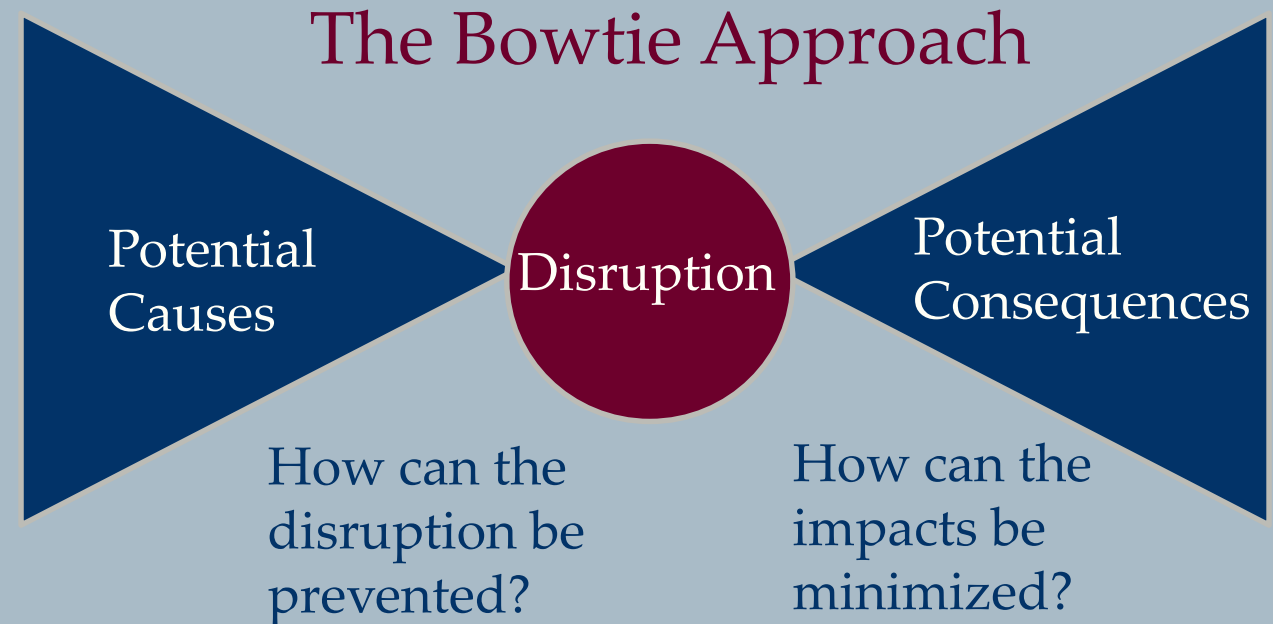 The Bowtie Approach
Potential
Causes
Disruption
Potential
Consequences
How can the
disruption be
prevented?
How can the
impacts be
minimized?